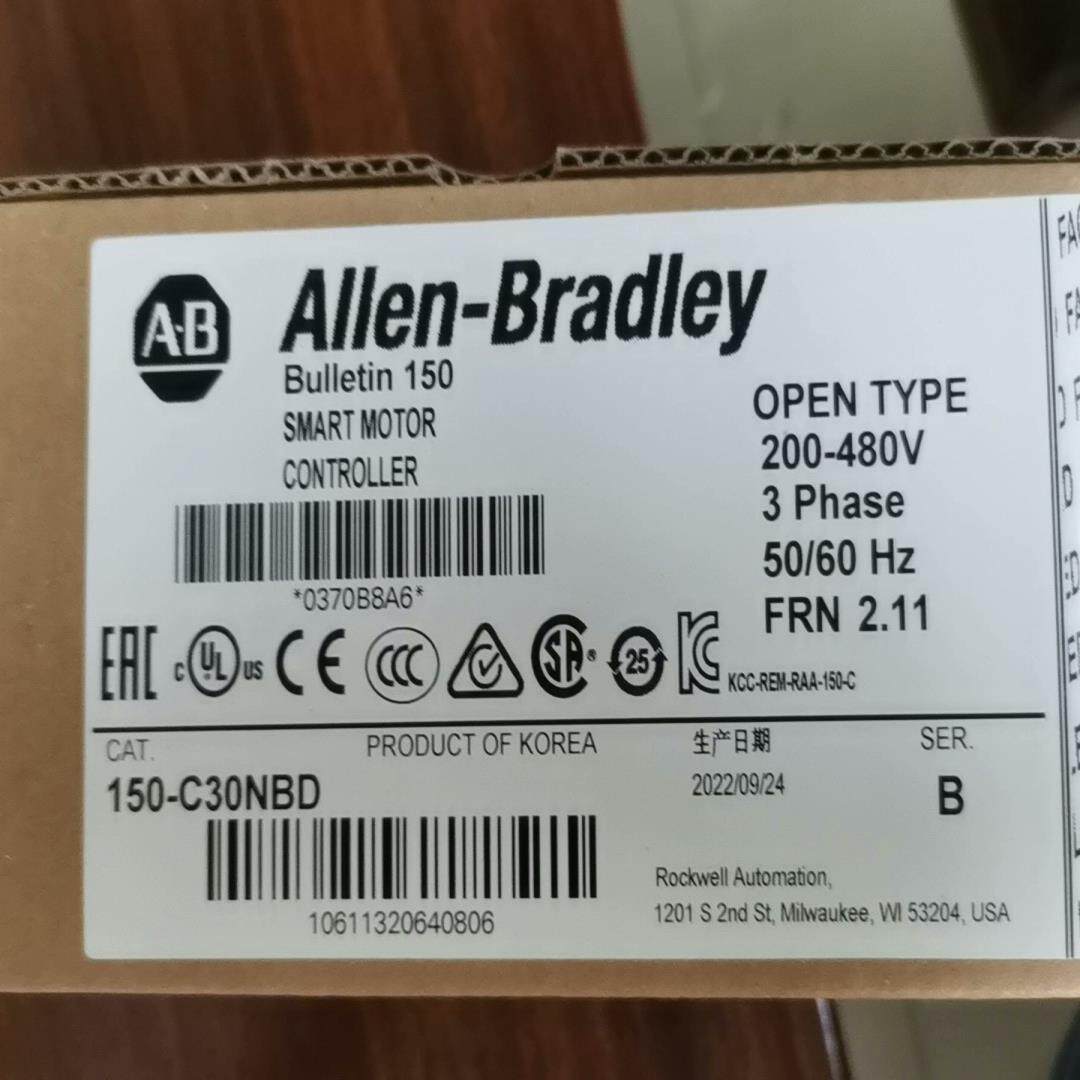 A-B
Allen-Bradley
Bulletin 150
SMART MOTOR
CONTROLLER
OPEN TYPE
200-480V
3 Phase
50/60 Hz
FRN 2.11
*0370B8A6*
EAC c UL US CE CCC SA® 25 KC KCC-REM-RAA-150-C
CAT. PRODUCT OF KOREA 生产日期 SER.
150-C30NBD 2022/09/24 B
10611320640806
Rockwell Automation,
1201 S 2nd St, Milwaukee, WI 53204, USA